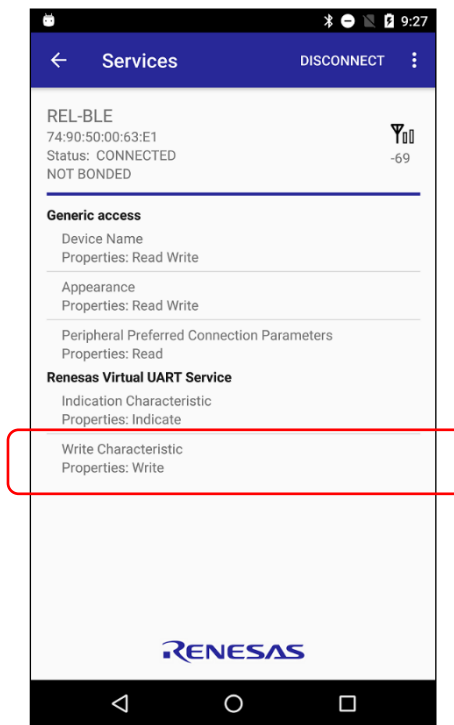 9:27
Services DISCONNECT
REL-BLE
74:90:50:00:63:E1
Status: CONNECTED
-69
NOT BONDED
Generic access
Device Name
Properties: Read Write
Appearance
Properties: Read Write
Peripheral Preferred Connection Parameters
Properties: Read
Renesas Virtual UART Service
Indication Characteristic
Properties: Indicate
Write Characteristic
Properties: Write
RENESAS